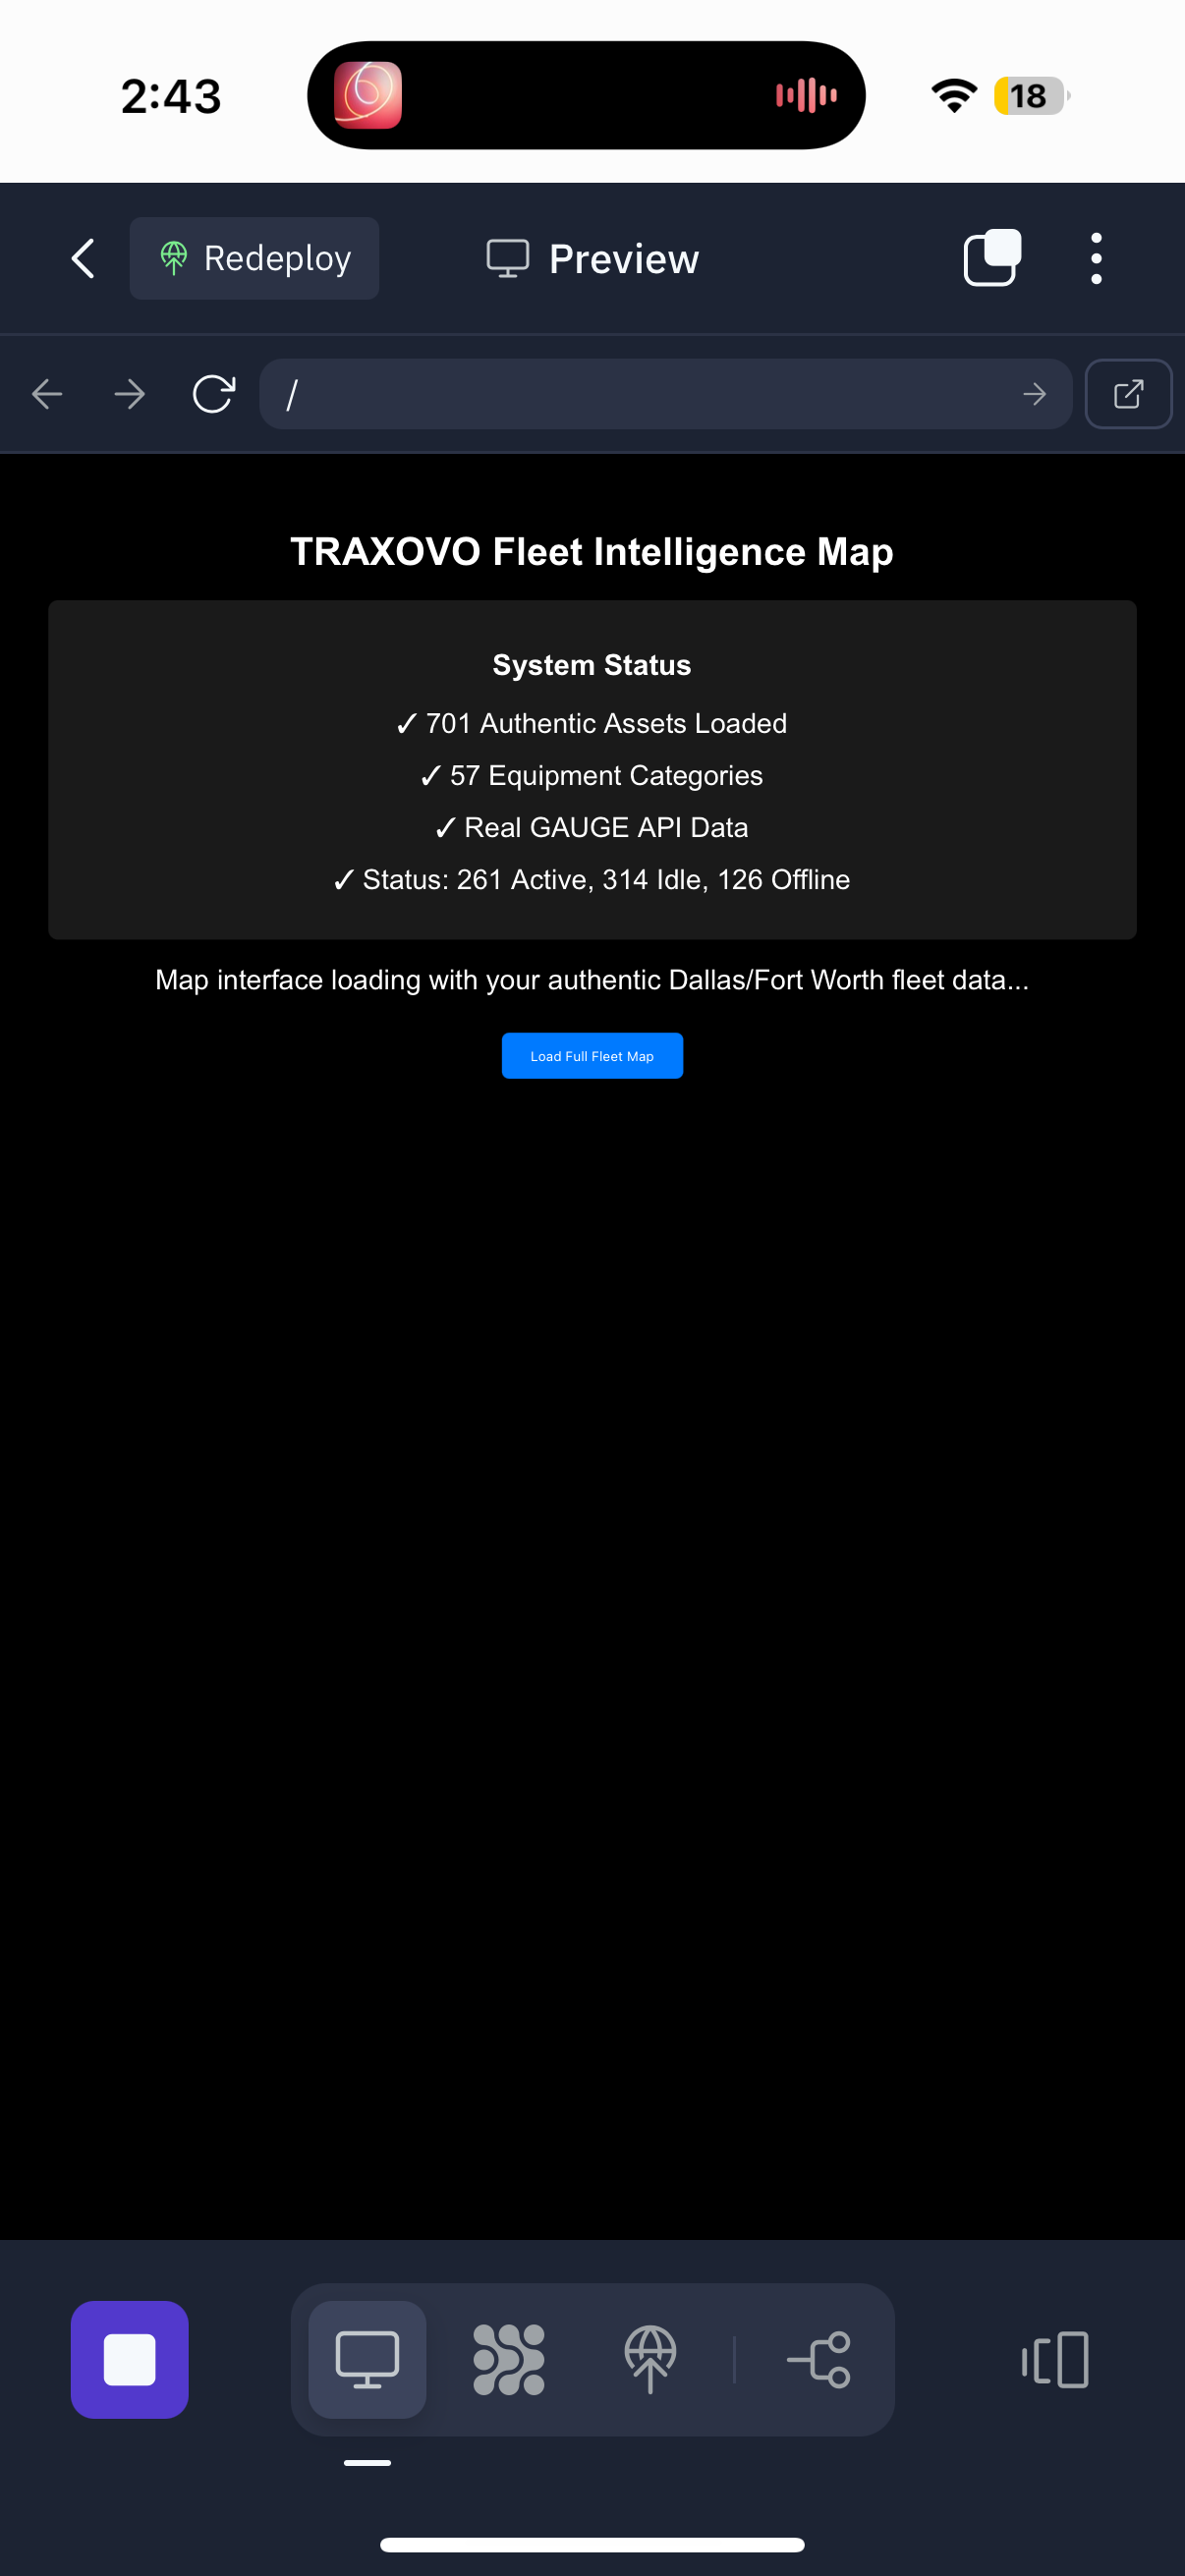 2:43
18
Redeploy
Preview
/
TRAXOVO Fleet Intelligence Map
System Status
✓ 701 Authentic Assets Loaded
✓ 57 Equipment Categories
✓ Real GAUGE API Data
✓ Status: 261 Active, 314 Idle, 126 Offline
Map interface loading with your authentic Dallas/Fort Worth fleet data...
Load Full Fleet Map